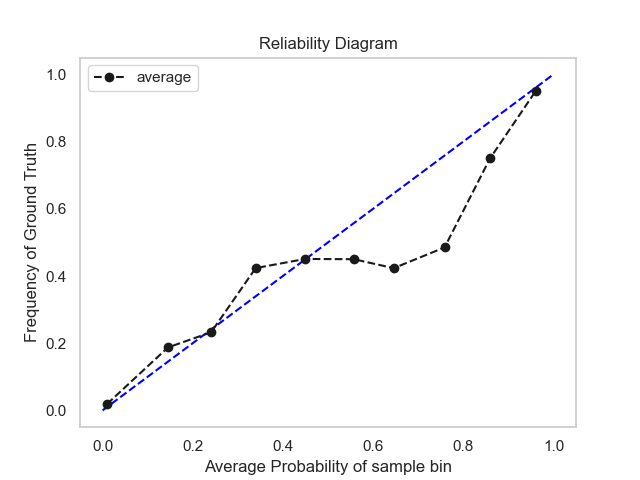 Reliability Diagram
average
1.0
0.8
0.6
0.4
0.2
0.0
Frequency of Ground Truth
0.0 0.2 0.4 0.6 0.8 1.0
Average Probability of sample bin